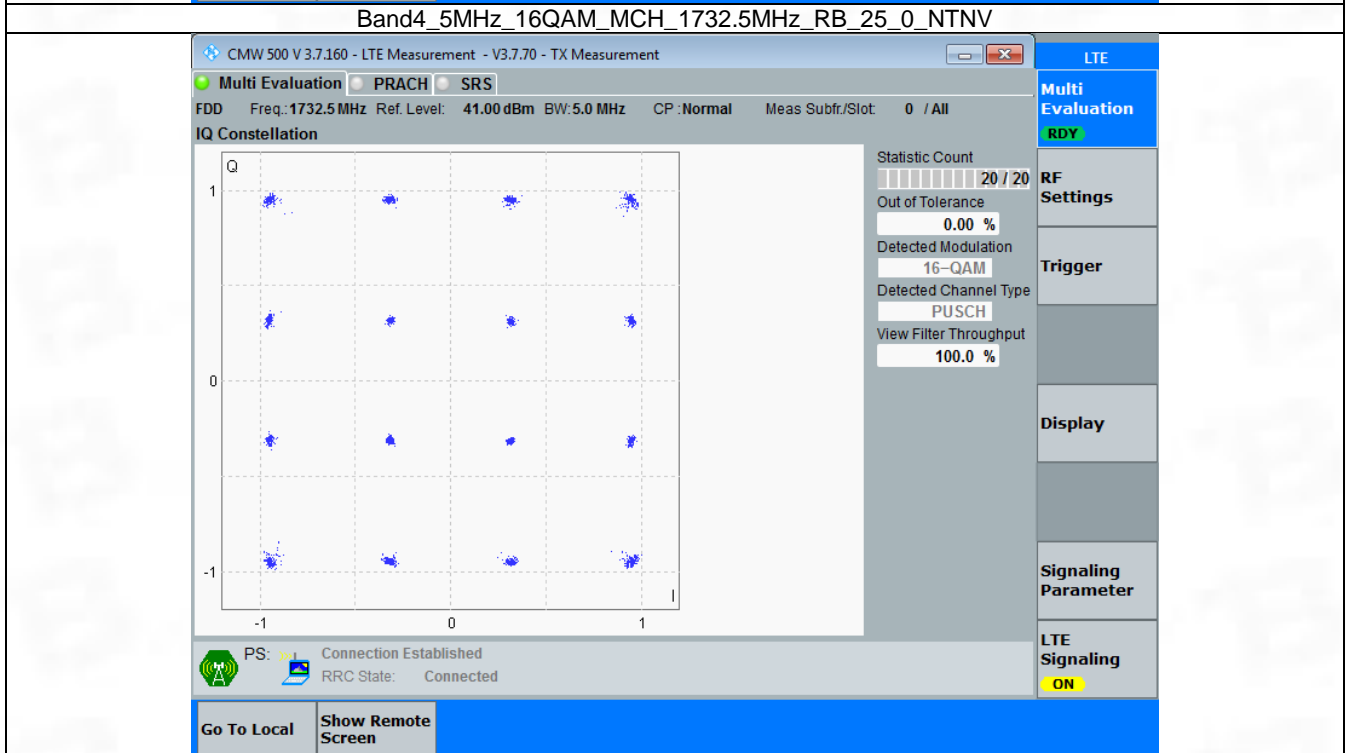 Band4_5MHz_16QAM_MCH_1732.5MHz_RB_25_0_NTNV
CMW 500 V 3.7.160 - LTE Measurement - V3.7.70 - TX Measurement
LTE
Multi Evaluation PRACH SRS
Multi
Evaluation
RDY
FDD Freq.:1732.5 MHz Ref. Level: 41.00 dBm BW:5.0 MHz CP :Normal Meas Subfr./Slot: 0 / All
IQ Constellation
Q
1
0
-1
-1 0 1
I
Statistic Count
20 / 20
Out of Tolerance
0.00 %
Detected Modulation
16-QAM
Detected Channel Type
PUSCH
View Filter Throughput
100.0 %
RF
Settings
Trigger
Display
Signaling
Parameter
LTE
Signaling
ON
PS: Connection Established
RRC State: Connected
Go To Local
Show Remote
Screen